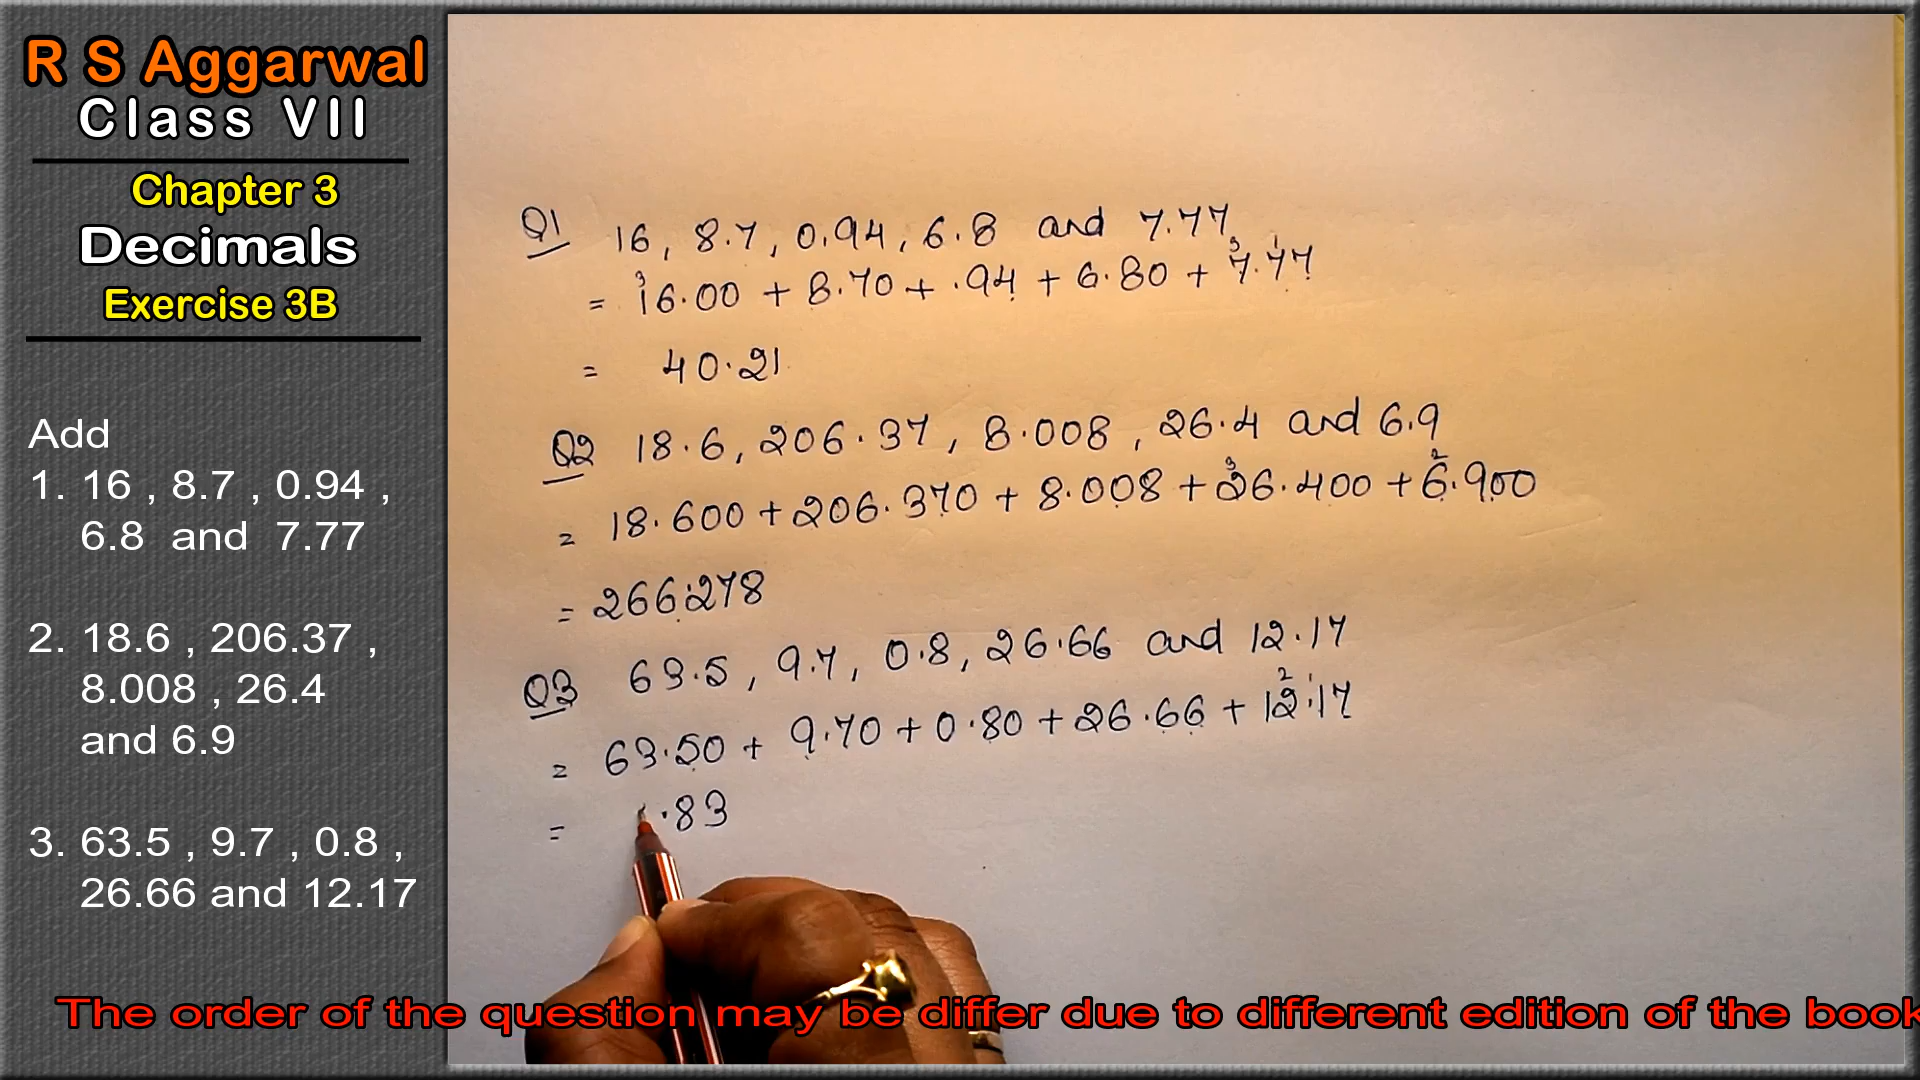 R S Aggarwal
Class VII
Chapter 3
Decimals
Exercise 3B
Add
1. 16 , 8.7 , 0.94 ,
6.8 and 7.77
2. 18.6 , 206.37 ,
8.008 , 26.4
and 6.9
3. 63.5 , 9.7 , 0.8 ,
26.66 and 12.17
Q1 16, 8.7, 0.94, 6.8 and 7.77
= 16.00 + 8.70 + .94 + 6.80 + 7.77
= 40.21
Q2 18.6, 206.37, 8.008, 26.4 and 6.9
= 18.600 + 206.370 + 8.008 + 26.400 + 6.900
= 266.278
Q3 63.5, 9.7, 0.8, 26.66 and 12.17
= 63.50 + 9.70 + 0.80 + 26.66 + 12.17
= .83
The order of the question may be differ due to different edition of the book